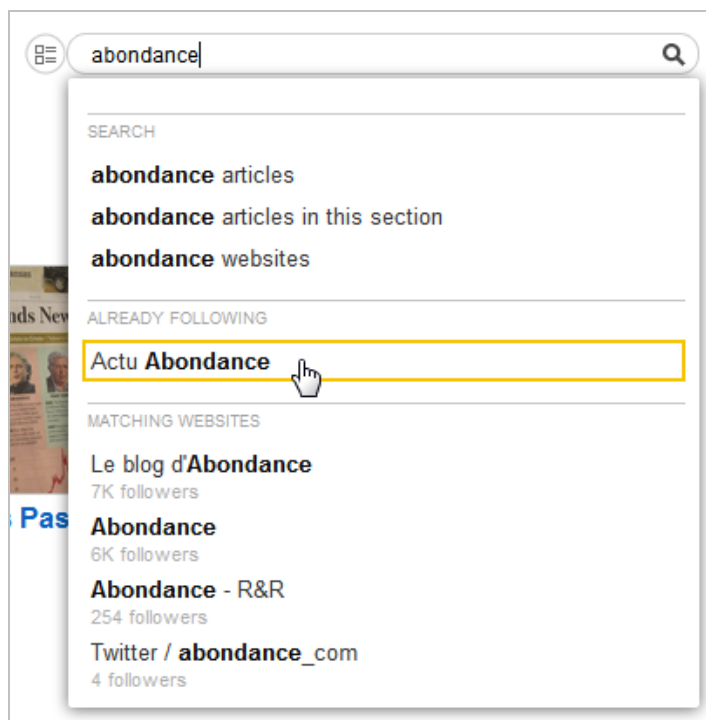 abondance
SEARCH
abondance articles
abondance articles in this section
abondance websites
nds New
ALREADY FOLLOWING
Actu Abondance
MATCHING WEBSITES
Le blog d'Abondance
7K followers
s Pas
Abondance
6K followers
Abondance - R&R
254 followers
Twitter / abondance_com
4 followers